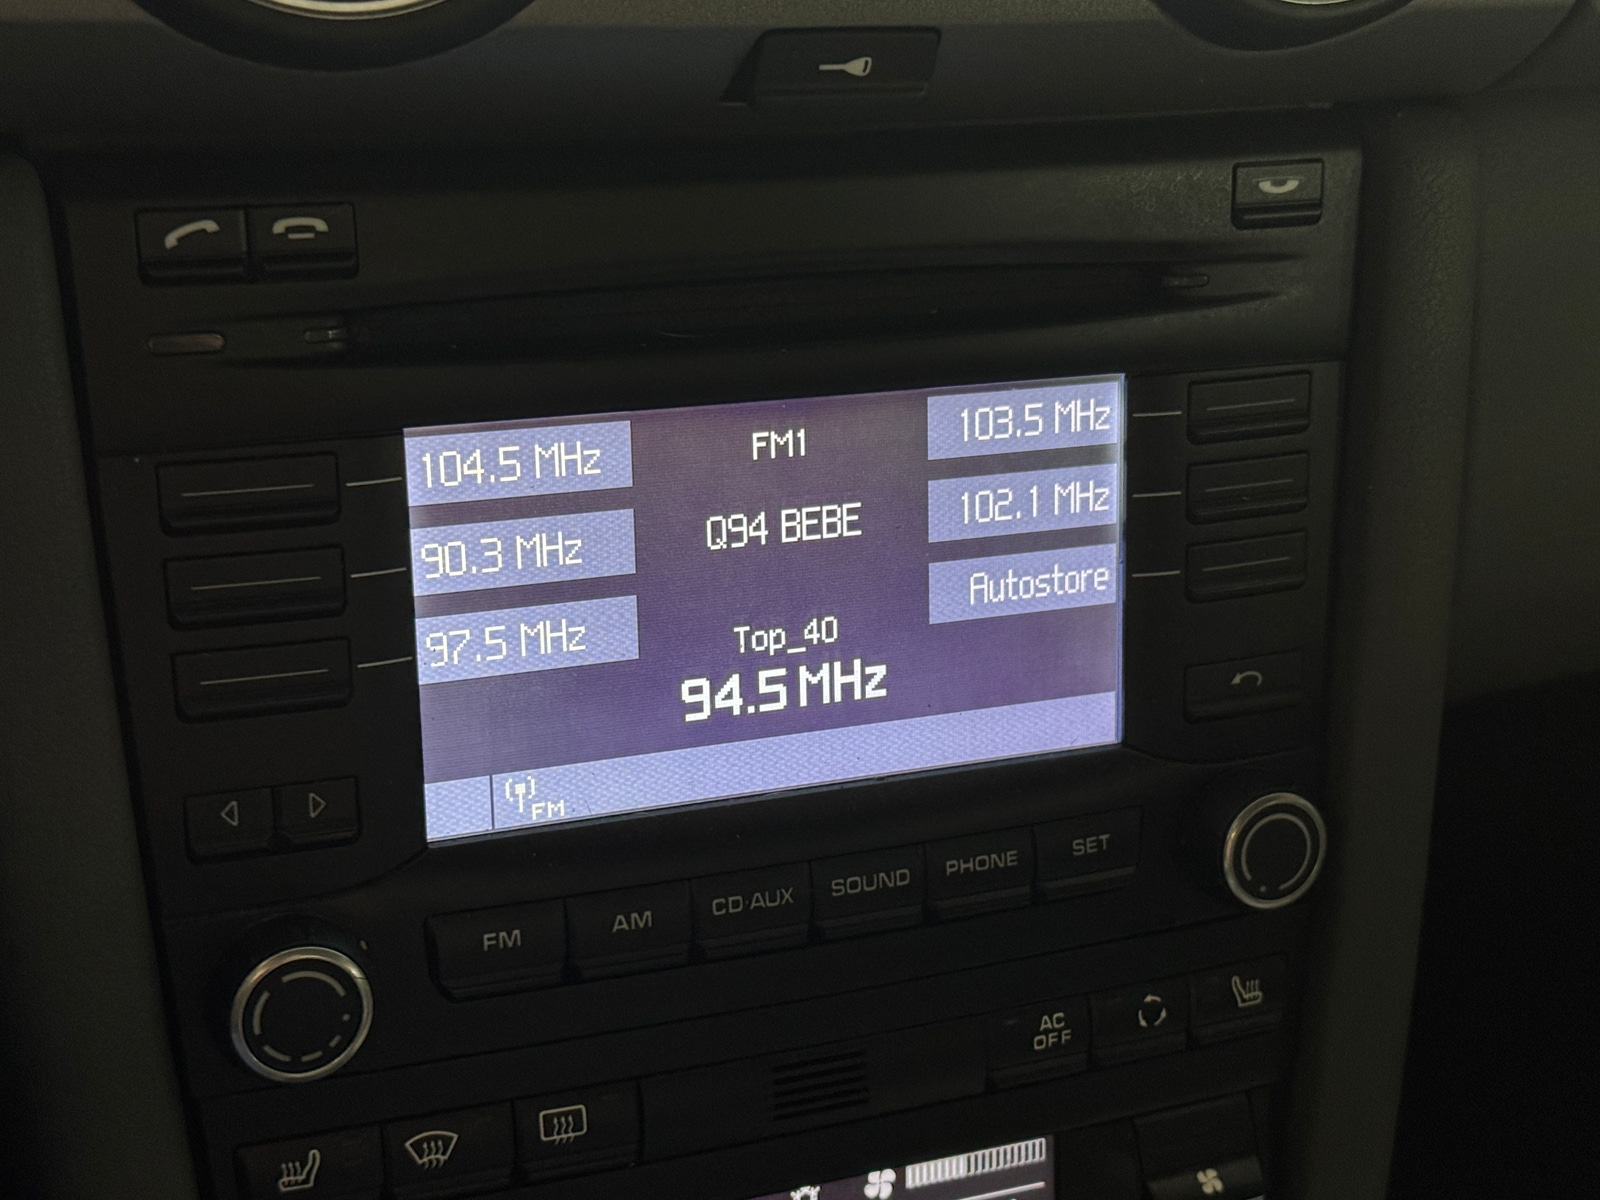 104.5 MHz
90.3 MHz
97.5 MHz
FM1
Q94 BEBE
Top_40
94.5 MHz
103.5 MHz
102.1 MHz
Autostore
FM
FM
AM
CD·AUX
SOUND
PHONE
SET
AC
OFF